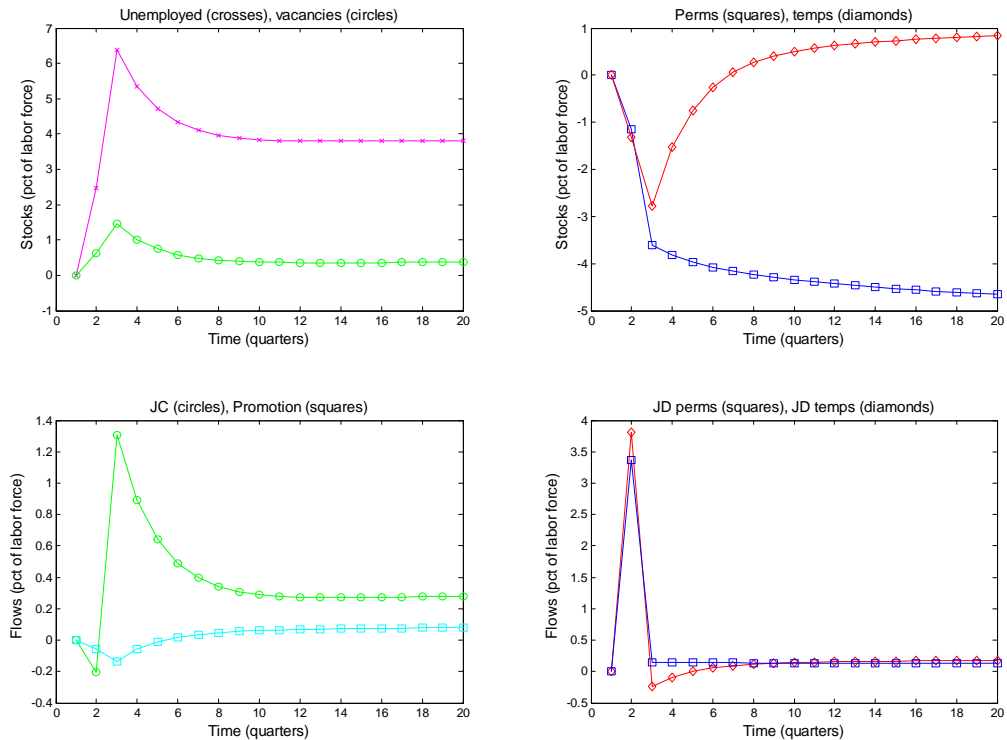 Unemployed (crosses), vacancies (circles)
7
6
5
4
3
2
1
0
-1
Stocks (pct of labor force)
0 2 4 6 8 10 12 14 16 18 20
Time (quarters)
Perms (squares), temps (diamonds)
1
0
-1
-2
-3
-4
-5
Stocks (pct of labor force)
0 2 4 6 8 10 12 14 16 18 20
Time (quarters)
JC (circles), Promotion (squares)
1.4
1.2
1
0.8
0.6
0.4
0.2
0
-0.2
-0.4
Flows (pct of labor force)
0 2 4 6 8 10 12 14 16 18 20
Time (quarters)
JD perms (squares), JD temps (diamonds)
4
3.5
3
2.5
2
1.5
1
0.5
0
-0.5
Flows (pct of labor force)
0 2 4 6 8 10 12 14 16 18 20
Time (quarters)